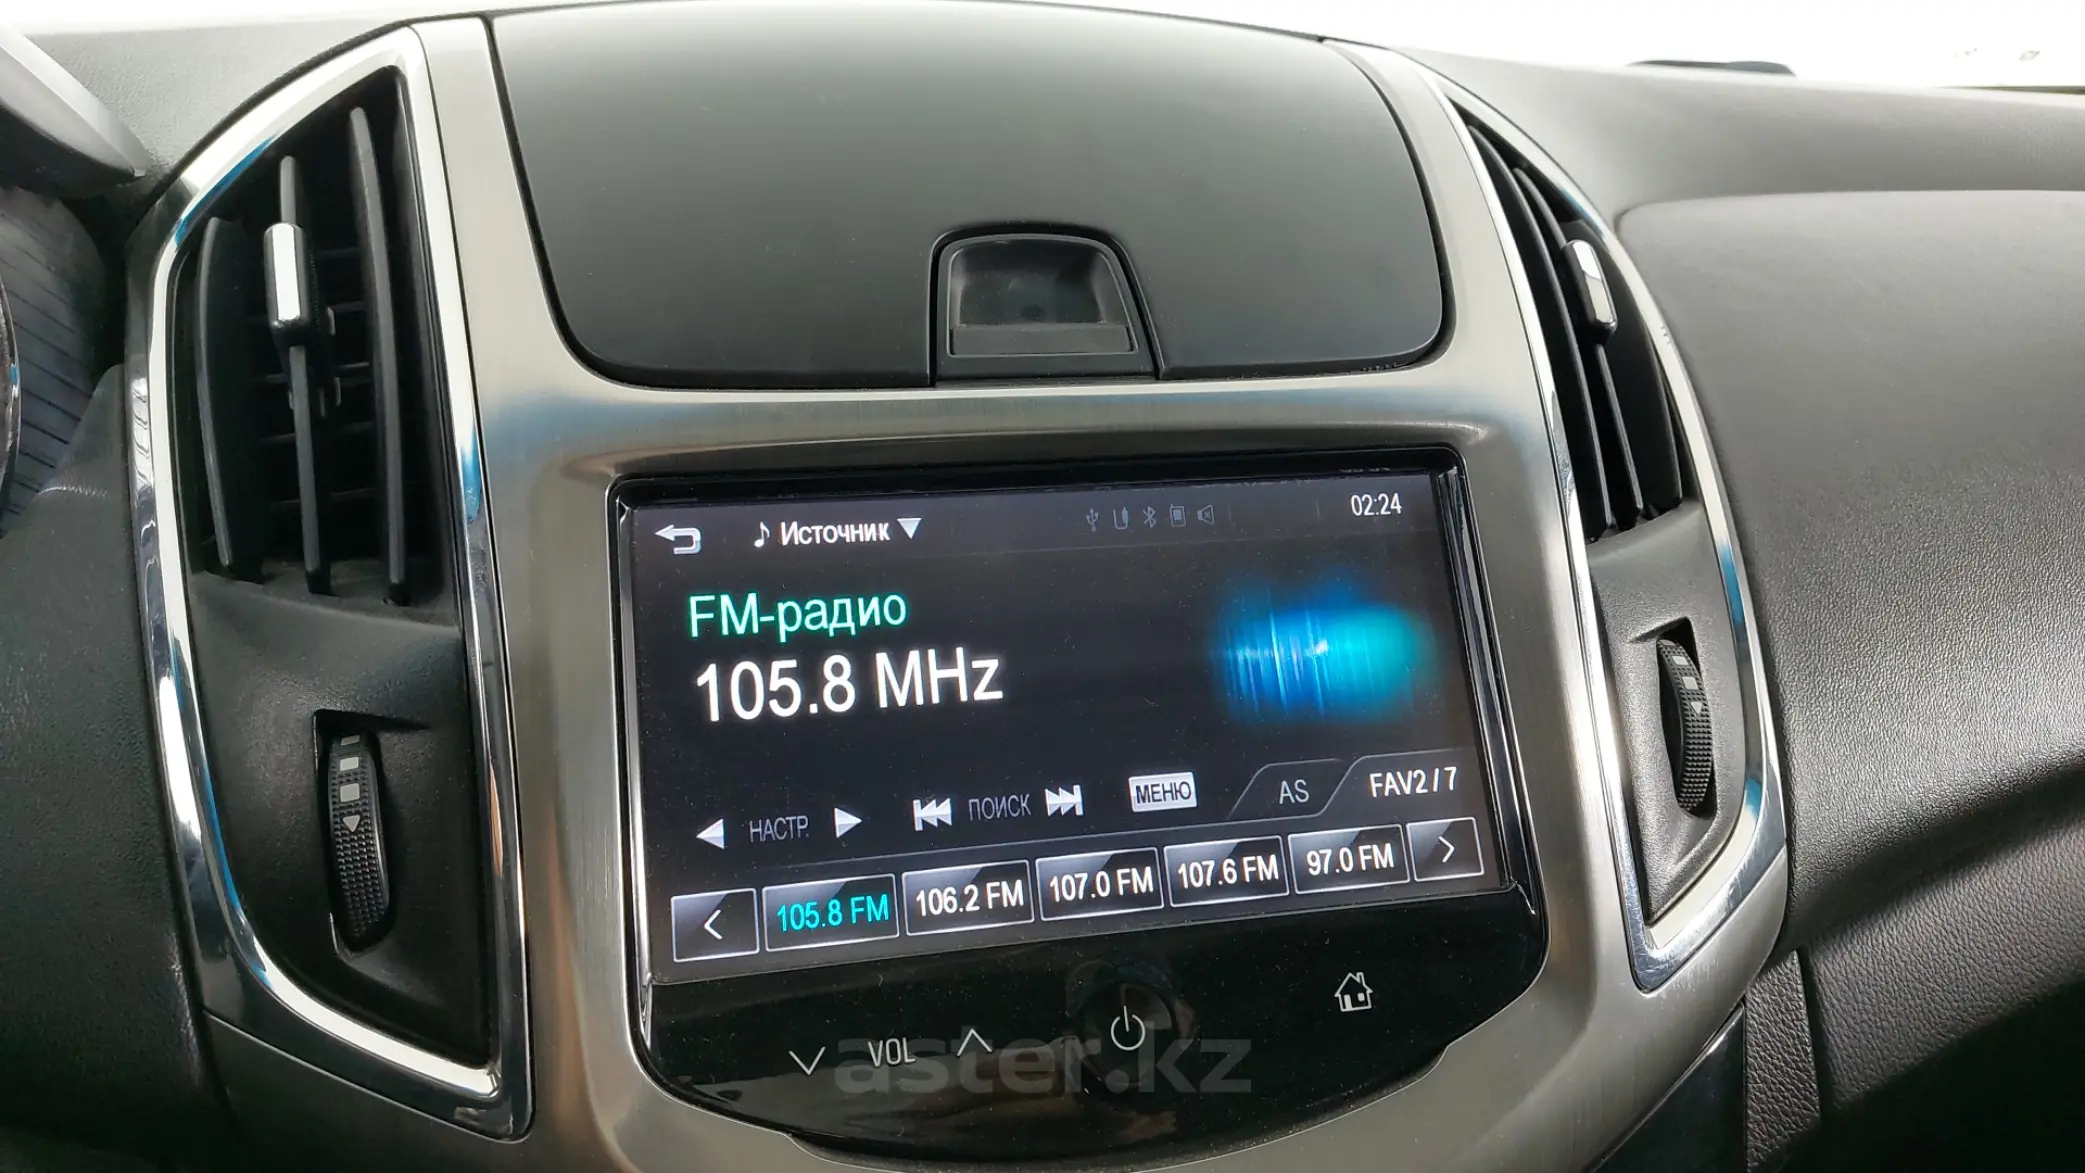 Источник
02:24
FM-радио
105.8 MHz
НАСТР. ПОИСК МЕНЮ AS FAV2 / 7
105.8 FM 106.2 FM 107.0 FM 107.6 FM 97.0 FM
VOL
aster.kz